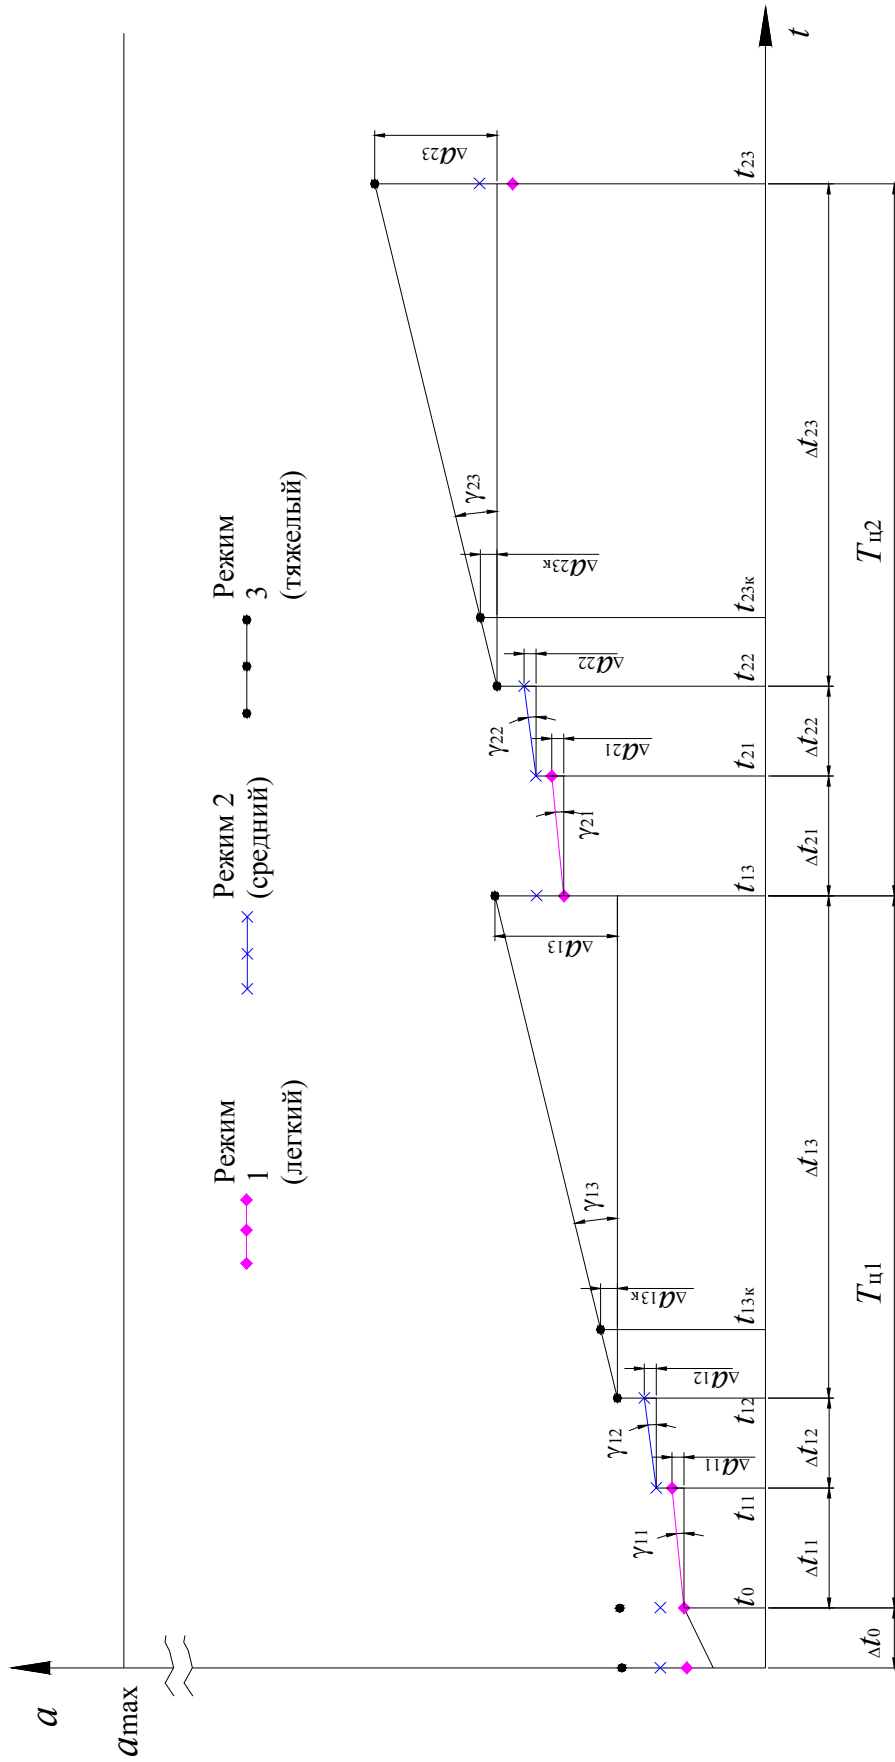 a
amax
Режим
1
(легкий)
Режим 2
(средний)
Режим
3
(тяжелый)
γ11
Δa11
γ12
Δa12
Δa13к
γ13
Δa13
γ21
Δa21
γ22
Δa22
Δa23к
γ23
Δa23
t0
t11
t12
t13к
t13
t21
t22
t23к
t23
t
Δt0
Δt11
Δt12
Δt13
Δt21
Δt22
Δt23
Tц1
Tц2